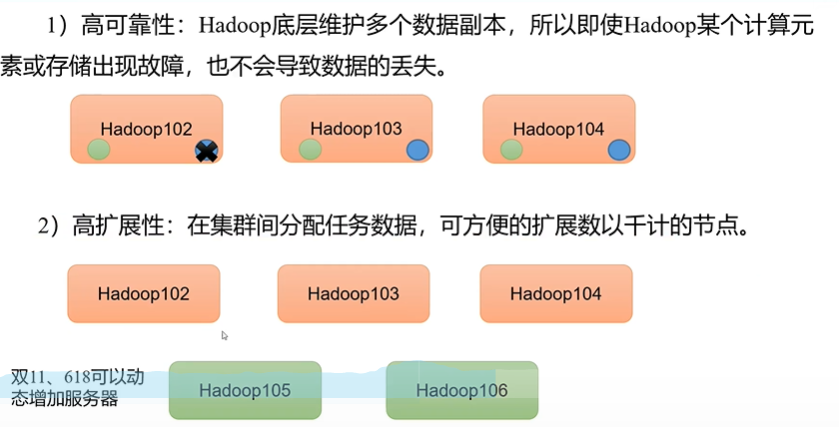 1）高可靠性：Hadoop底层维护多个数据副本，所以即使Hadoop某个计算元
素或存储出现故障，也不会导致数据的丢失。
Hadoop102
Hadoop103
Hadoop104
2）高扩展性：在集群间分配任务数据，可方便的扩展数以千计的节点。
Hadoop102
Hadoop103
Hadoop104
双11、618可以动
态增加服务器
Hadoop105
Hadoop106